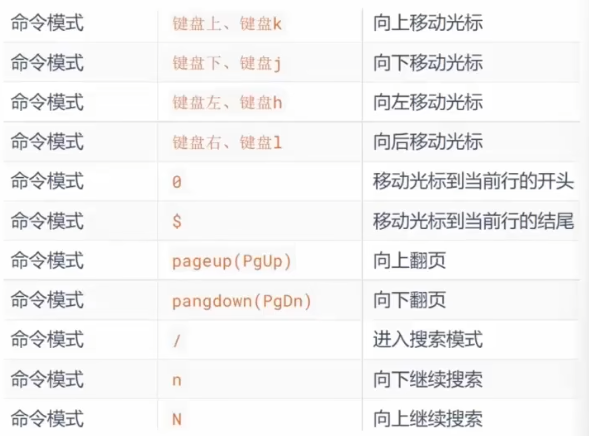 命令模式 键盘上、键盘k 向上移动光标
命令模式 键盘下、键盘j 向下移动光标
命令模式 键盘左、键盘h 向左移动光标
命令模式 键盘右、键盘l 向后移动光标
命令模式 0 移动光标到当前行的开头
命令模式 $ 移动光标到当前行的结尾
命令模式 pageup(PgUp) 向上翻页
命令模式 pangdown(PgDn) 向下翻页
命令模式 / 进入搜索模式
命令模式 n 向下继续搜索
命令模式 N 向上继续搜索